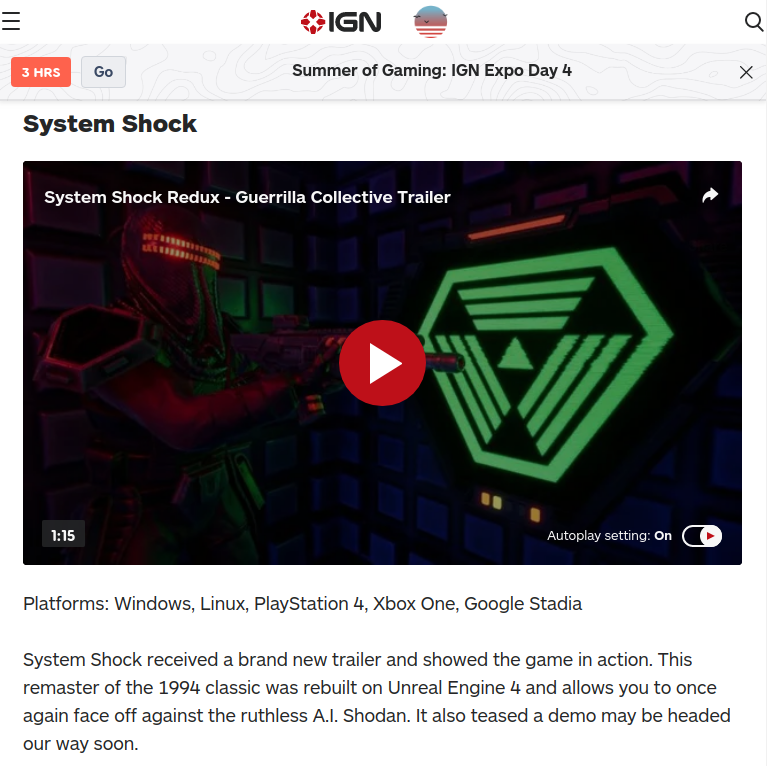 IGN
3 HRS
Go
Summer of Gaming: IGN Expo Day 4
System Shock
System Shock Redux - Guerrilla Collective Trailer
1:15
Autoplay setting: On
Platforms: Windows, Linux, PlayStation 4, Xbox One, Google Stadia
System Shock received a brand new trailer and showed the game in action. This
remaster of the 1994 classic was rebuilt on Unreal Engine 4 and allows you to once
again face off against the ruthless A.I. Shodan. It also teased a demo may be headed
our way soon.